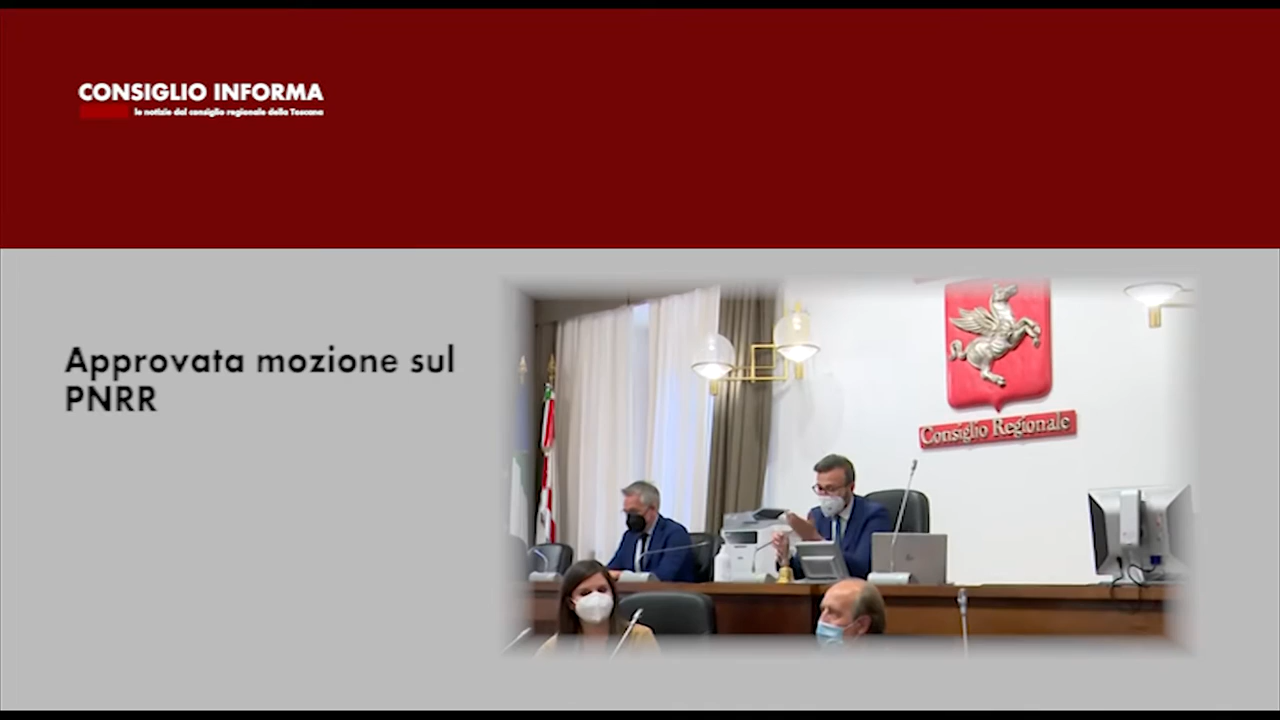 CONSIGLIO INFORMA
le notizie dal consiglio regionale della Toscana
Approvata mozione sul
PNRR
Consiglio Regionale